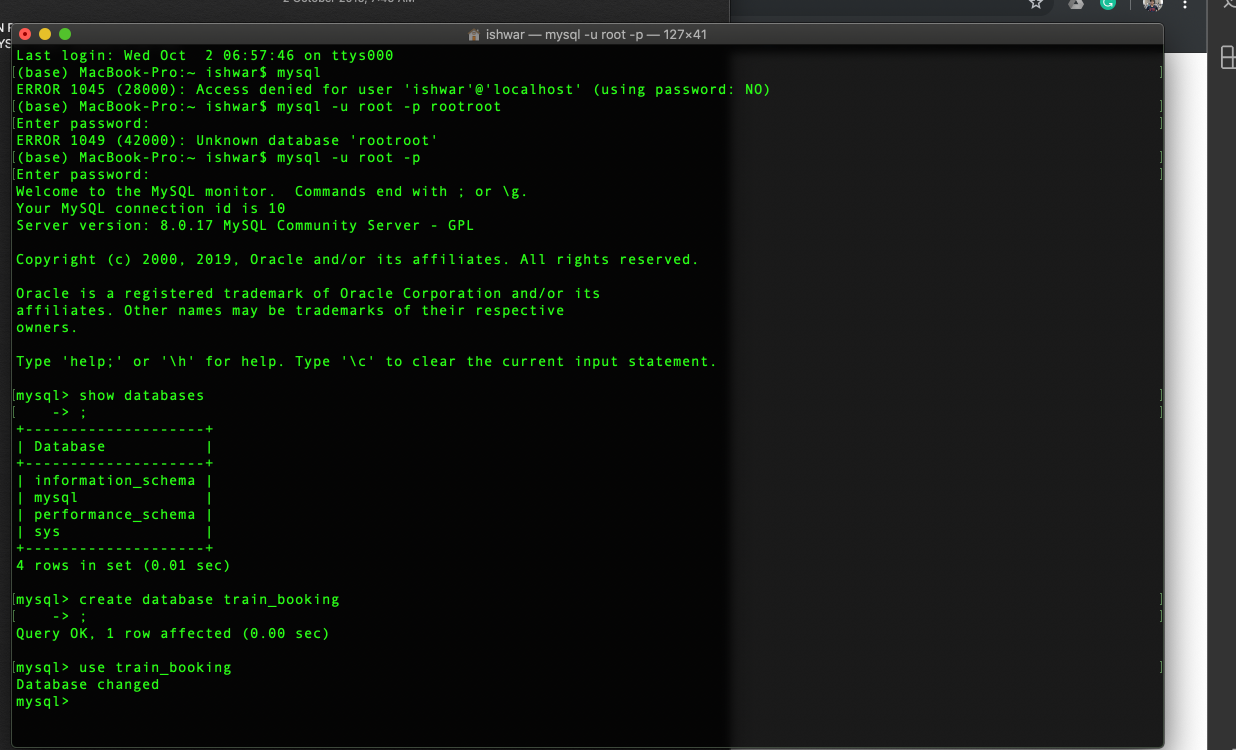 ishwar — mysql -u root -p — 127×41
Last login: Wed Oct  2 06:57:46 on ttys000
[(base) MacBook-Pro:~ ishwar$ mysql ]
ERROR 1045 (28000): Access denied for user 'ishwar'@'localhost' (using password: NO)
[(base) MacBook-Pro:~ ishwar$ mysql -u root -p rootroot ]
[Enter password: ]
ERROR 1049 (42000): Unknown database 'rootroot'
[(base) MacBook-Pro:~ ishwar$ mysql -u root -p ]
[Enter password: ]
Welcome to the MySQL monitor.  Commands end with ; or \g.
Your MySQL connection id is 10
Server version: 8.0.17 MySQL Community Server - GPL
Copyright (c) 2000, 2019, Oracle and/or its affiliates. All rights reserved.
Oracle is a registered trademark of Oracle Corporation and/or its
affiliates. Other names may be trademarks of their respective
owners.
Type 'help;' or '\h' for help. Type '\c' to clear the current input statement.
[mysql> show databases ]
[    -> ; ]
+--------------------+
| Database           |
+--------------------+
| information_schema |
| mysql              |
| performance_schema |
| sys                |
+--------------------+
4 rows in set (0.01 sec)
[mysql> create database train_booking ]
[    -> ; ]
Query OK, 1 row affected (0.00 sec)
[mysql> use train_booking ]
Database changed
mysql>